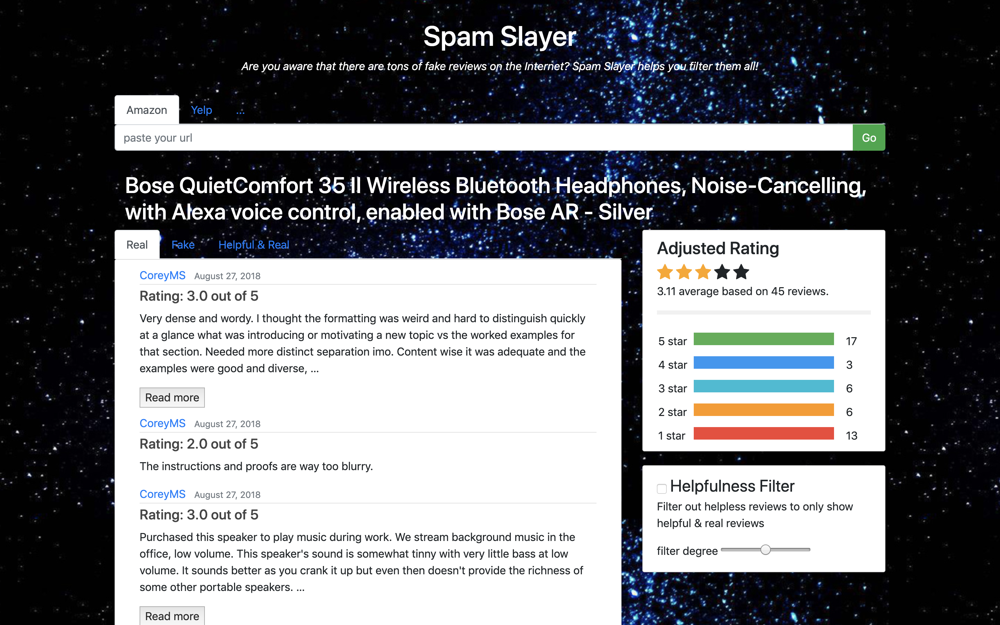 Spam Slayer
Are you aware that there are tons of fake reviews on the Internet? Spam Slayer helps you filter them all!
Amazon Yelp ...
paste your url Go
Bose QuietComfort 35 II Wireless Bluetooth Headphones, Noise-Cancelling,
with Alexa voice control, enabled with Bose AR - Silver
Real Fake Helpful & Real
CoreyMS August 27, 2018
Rating: 3.0 out of 5
Very dense and wordy. I thought the formatting was weird and hard to distinguish quickly
at a glance what was introducing or motivating a new topic vs the worked examples for
that section. Needed more distinct separation imo. Content wise it was adequate and the
examples were good and diverse, ...
Read more
CoreyMS August 27, 2018
Rating: 2.0 out of 5
The instructions and proofs are way too blurry.
CoreyMS August 27, 2018
Rating: 3.0 out of 5
Purchased this speaker to play music during work. We stream background music in the
office, low volume. This speaker's sound is somewhat tinny with very little bass at low
volume. It sounds better as you crank it up but even then doesn't provide the richness of
some other portable speakers. ...
Read more
Adjusted Rating
3.11 average based on 45 reviews.
5 star 17
4 star 3
3 star 6
2 star 6
1 star 13
Helpfulness Filter
Filter out helpless reviews to only show
helpful & real reviews
filter degree